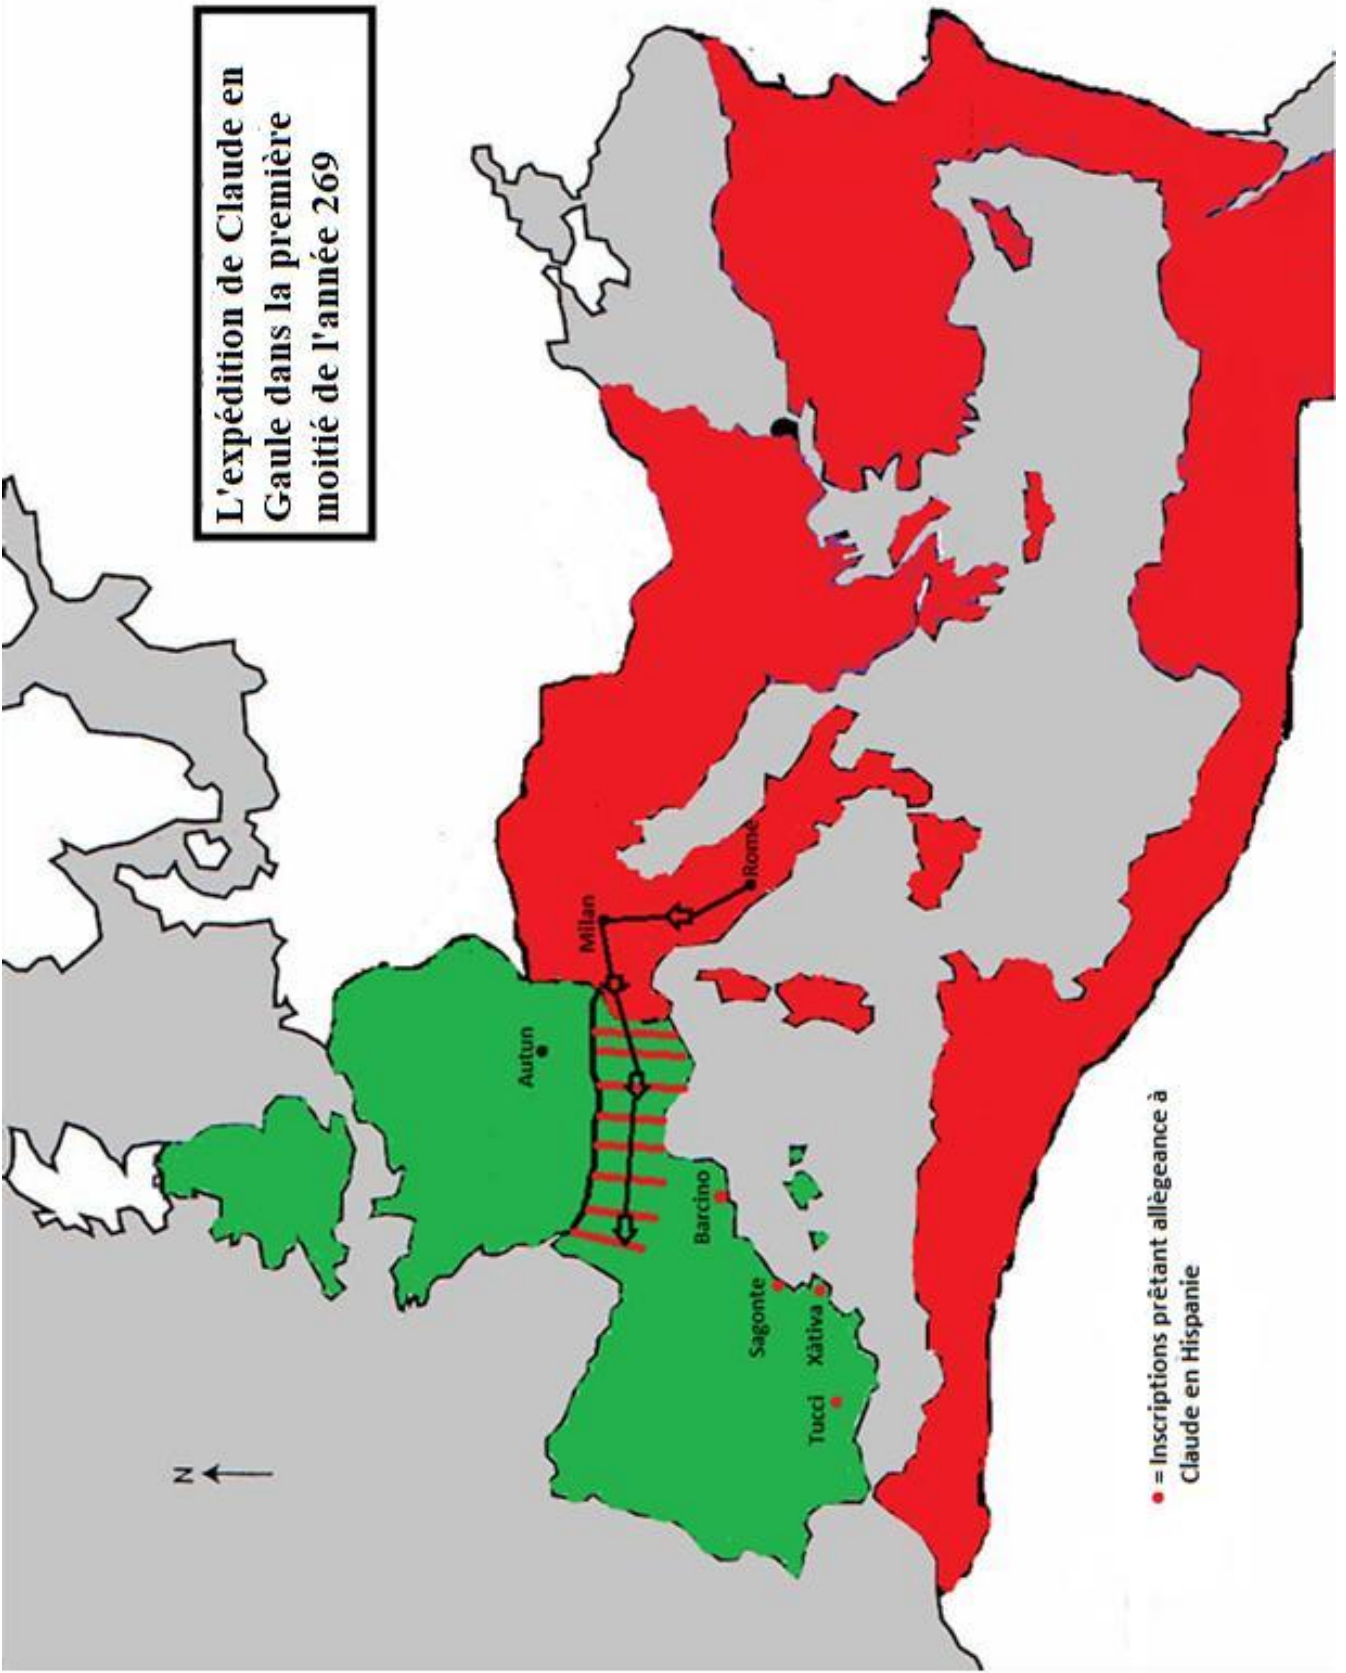 L'expédition de Claude en
Gaule dans la première
moitié de l'année 269
N
Autun
Milan
Rome
Barcino
Sagonte
Xàtiva
Tucci
= Inscriptions prêtant allègeance à
Claude en Hispanie